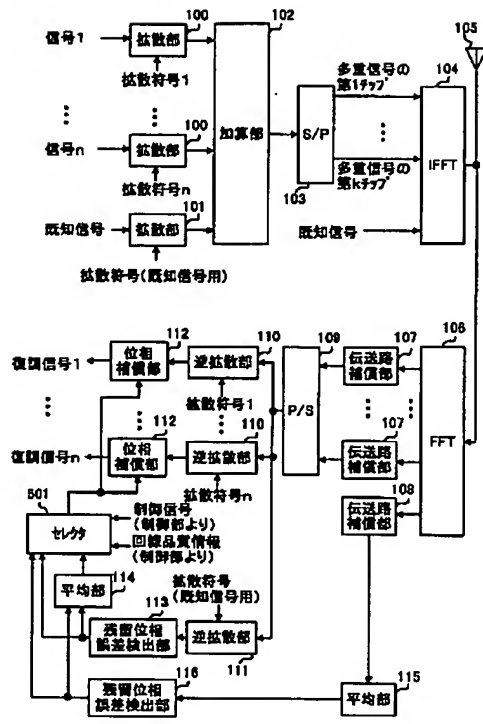 信号1
100
拡散部
拡散符号1
102
加算部
信号n
100
拡散部
拡散符号n
既知信号
101
拡散部
拡散符号(既知信号用)
S/P
103
多重信号の
第1チップ
多重信号の
第kチップ
既知信号
104
IFFT
105
復調信号1
112
位相
補償部
110
逆拡散部
拡散符号1
109
P/S
107
伝送路
補償部
106
FFT
復調信号n
112
位相
補償部
110
逆拡散部
拡散符号n
107
伝送路
補償部
108
伝送路
補償部
501
セレクタ
制御信号
(制御部より)
回線品質情報
(制御部より)
114
平均部
拡散符号
(既知信号用)
113
残留位相
誤差検出部
逆拡散部
111
116
残留位相
誤差検出部
115
平均部